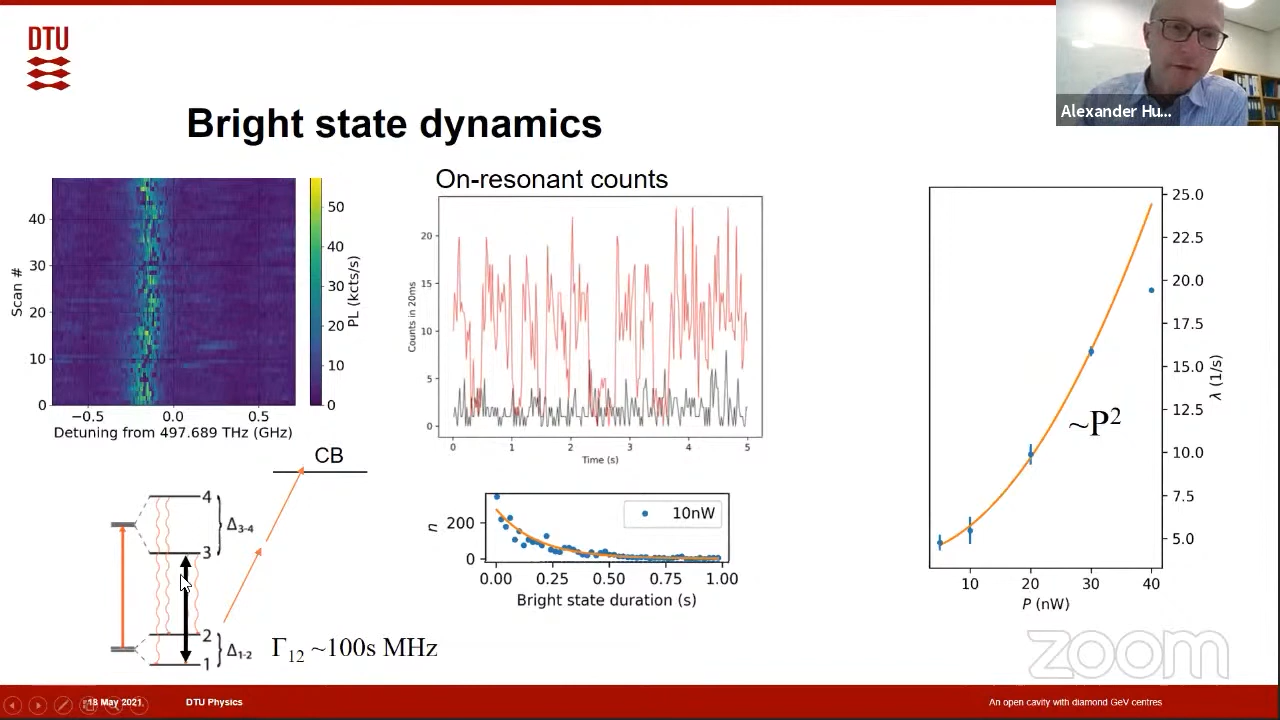 DTU
Alexander Hu...
Bright state dynamics
On-resonant counts
40
30
20
10
0
Scan #
−0.5
0.0
0.5
Detuning from 497.689 THz (GHz)
50
40
30
20
10
0
PL (kcts/s)
20
15
10
5
0
Counts in 20ms
0
1
2
3
4
5
Time (s)
25.0
22.5
20.0
17.5
15.0
12.5
10.0
7.5
5.0
λ (1/s)
~P²
10
20
30
40
P (nW)
CB
4
Δ3-4
3
2
Δ1-2
1
Γ12 ~100s MHz
n
200
0
10nW
0.00
0.25
0.50
0.75
1.00
Bright state duration (s)
zoom
18 May 2021
DTU Physics
An open cavity with diamond GeV centres